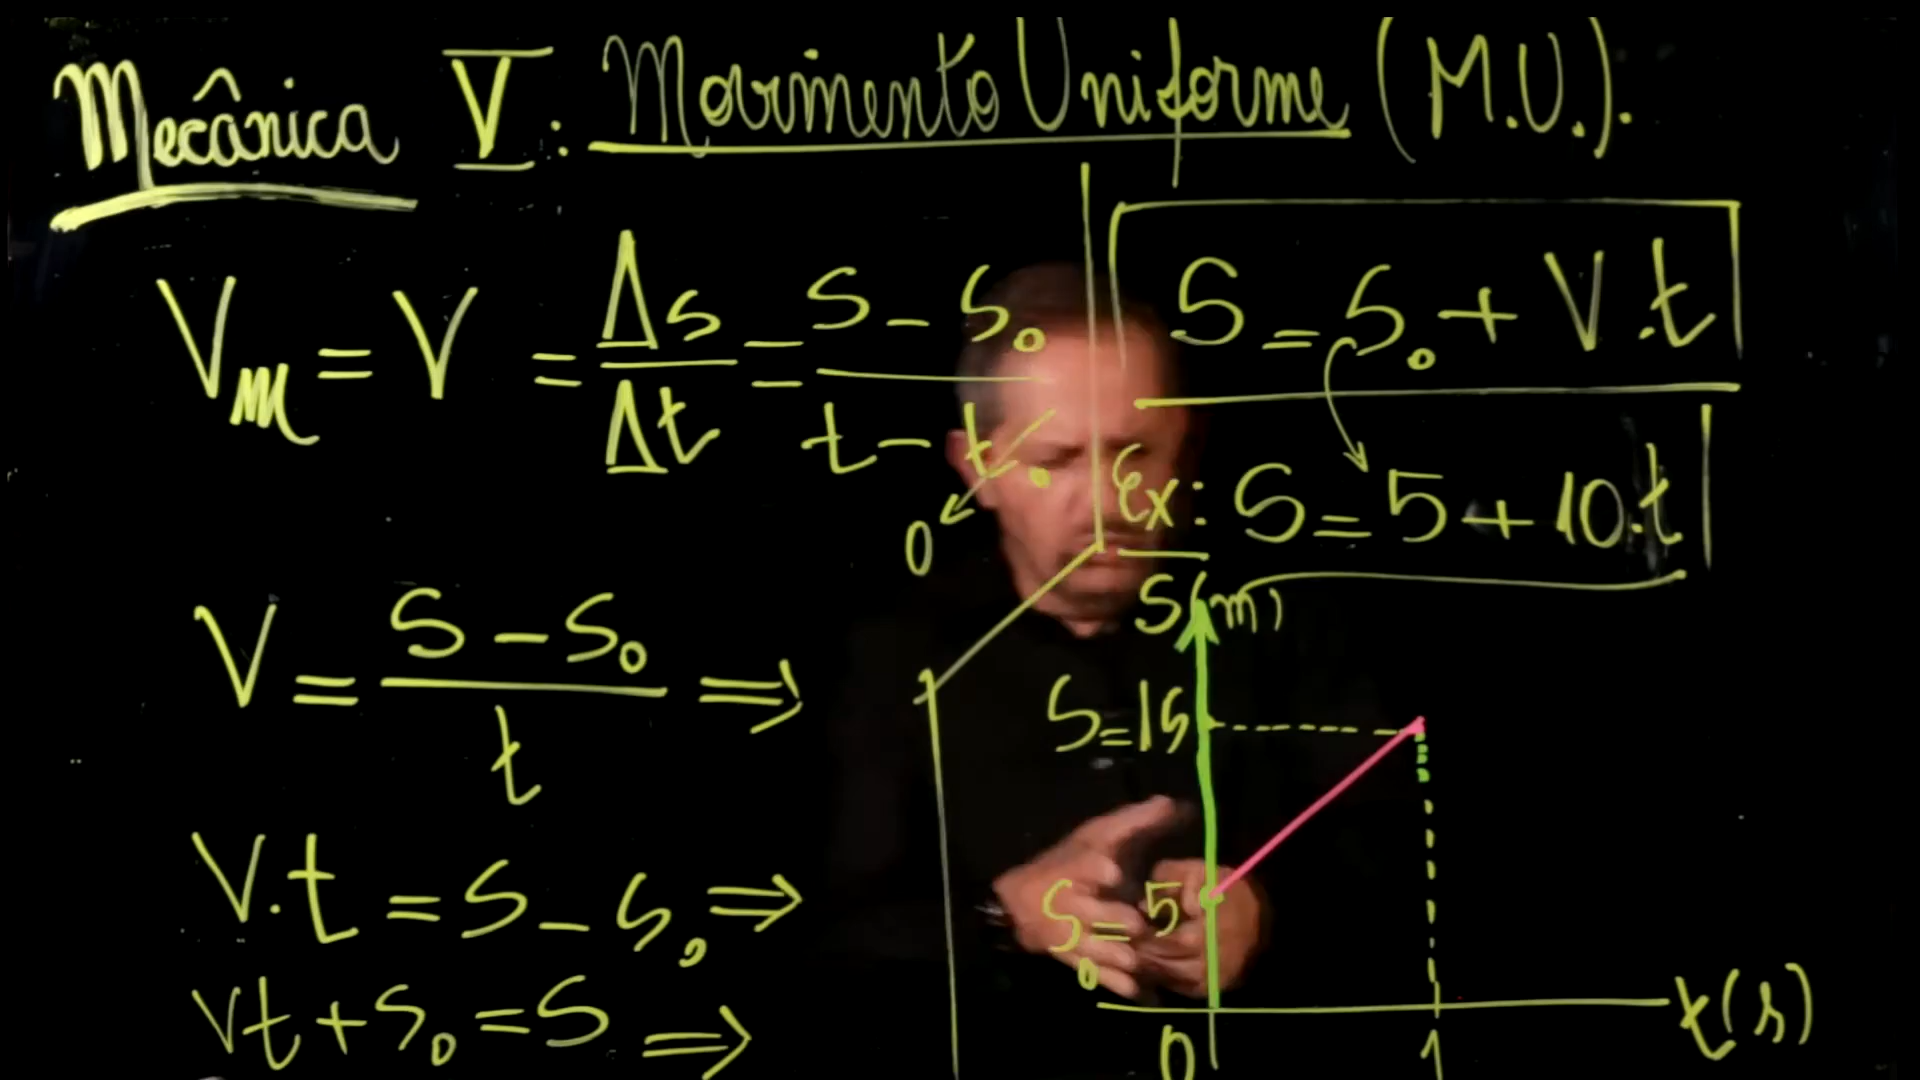 Mecânica V: Movimento Uniforme (M.U.).
Vm = V = Δs/Δt = S - S₀/t - t₀
0
V = S - S₀/t ⇒
V.t = S - S₀ ⇒
Vt + S₀ = S ⇒
S = S₀ + V.t
Ex: S = 5 + 10.t
S(m)
S = 15
S₀ = 5
0 1 t(s)